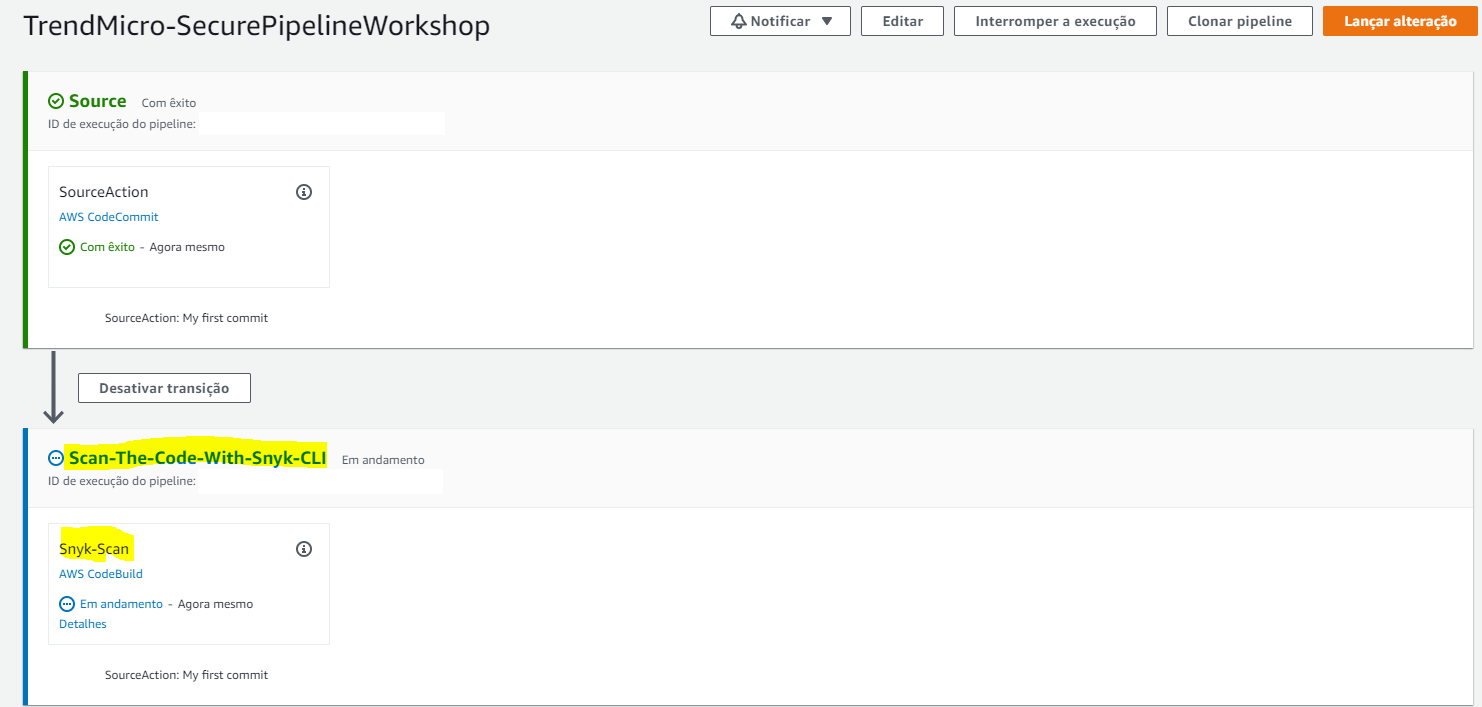 TrendMicro-SecurePipelineWorkshop
Notificar
Editar
Interromper a execução
Clonar pipeline
Lançar alteração
Source Com êxito
ID de execução do pipeline:
SourceAction
AWS CodeCommit
Com êxito - Agora mesmo
SourceAction: My first commit
Desativar transição
Scan-The-Code-With-Snyk-CLI Em andamento
ID de execução do pipeline:
Snyk-Scan
AWS CodeBuild
Em andamento - Agora mesmo
Detalhes
SourceAction: My first commit